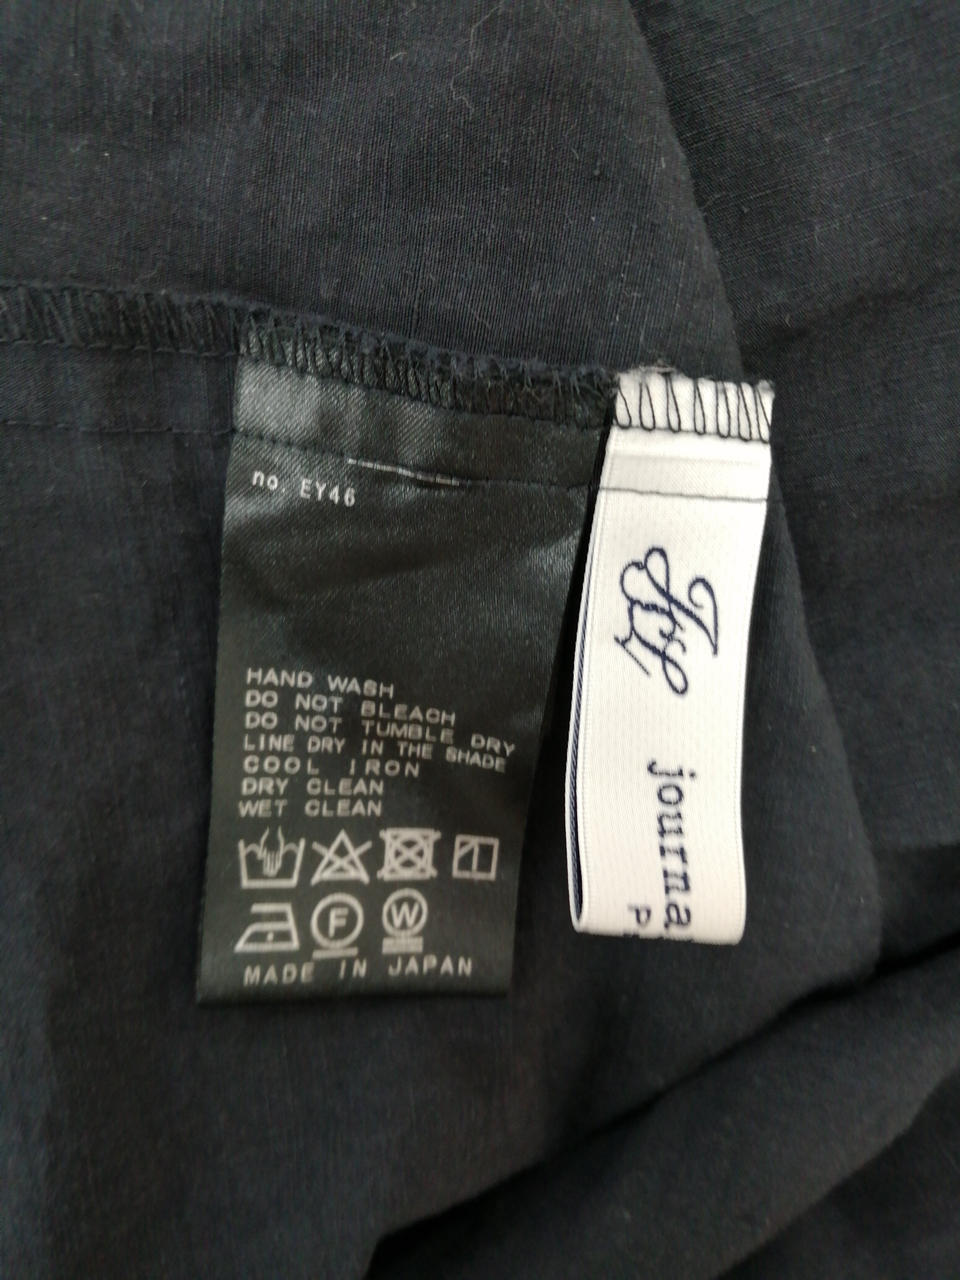 no. EY46
HAND WASH
DO NOT BLEACH
DO NOT TUMBLE DRY
LINE DRY IN THE SHADE
COOL IRON
DRY CLEAN
WET CLEAN
F W
MADE IN JAPAN
journa